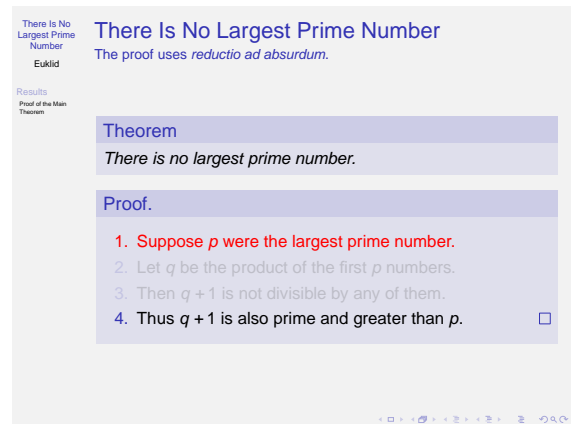 There Is No
Largest Prime
Number
Euklid
Results
Proof of the Main
Theorem
There Is No Largest Prime Number
The proof uses reductio ad absurdum.
Theorem
There is no largest prime number.
Proof.
1. Suppose p were the largest prime number.
2. Let q be the product of the first p numbers.
3. Then q + 1 is not divisible by any of them.
4. Thus q + 1 is also prime and greater than p.